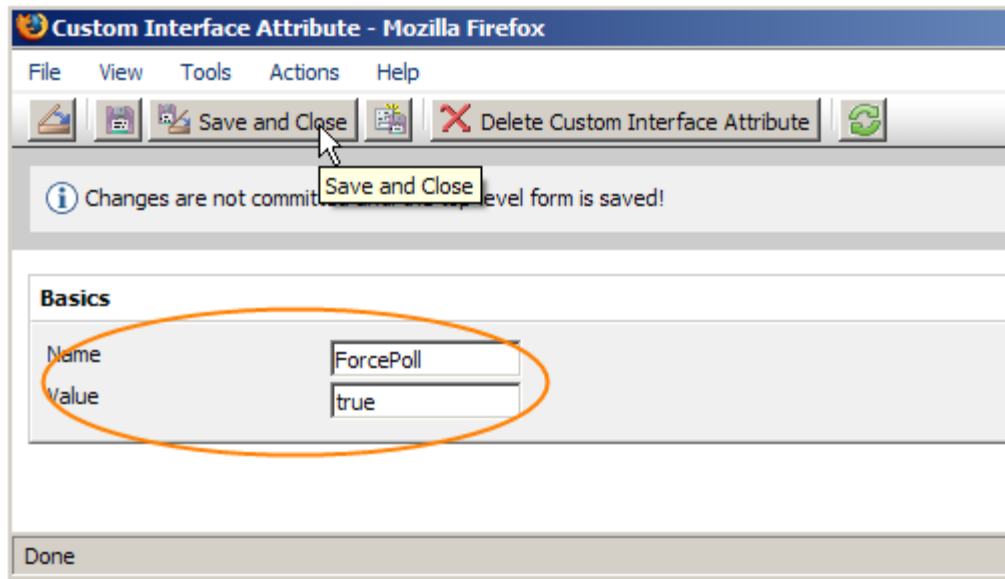 Custom Interface Attribute - Mozilla Firefox
File View Tools Actions Help
Save and Close Delete Custom Interface Attribute
Save and Close
Changes are not committ level form is saved!
Basics
Name ForcePoll
Value true
Done